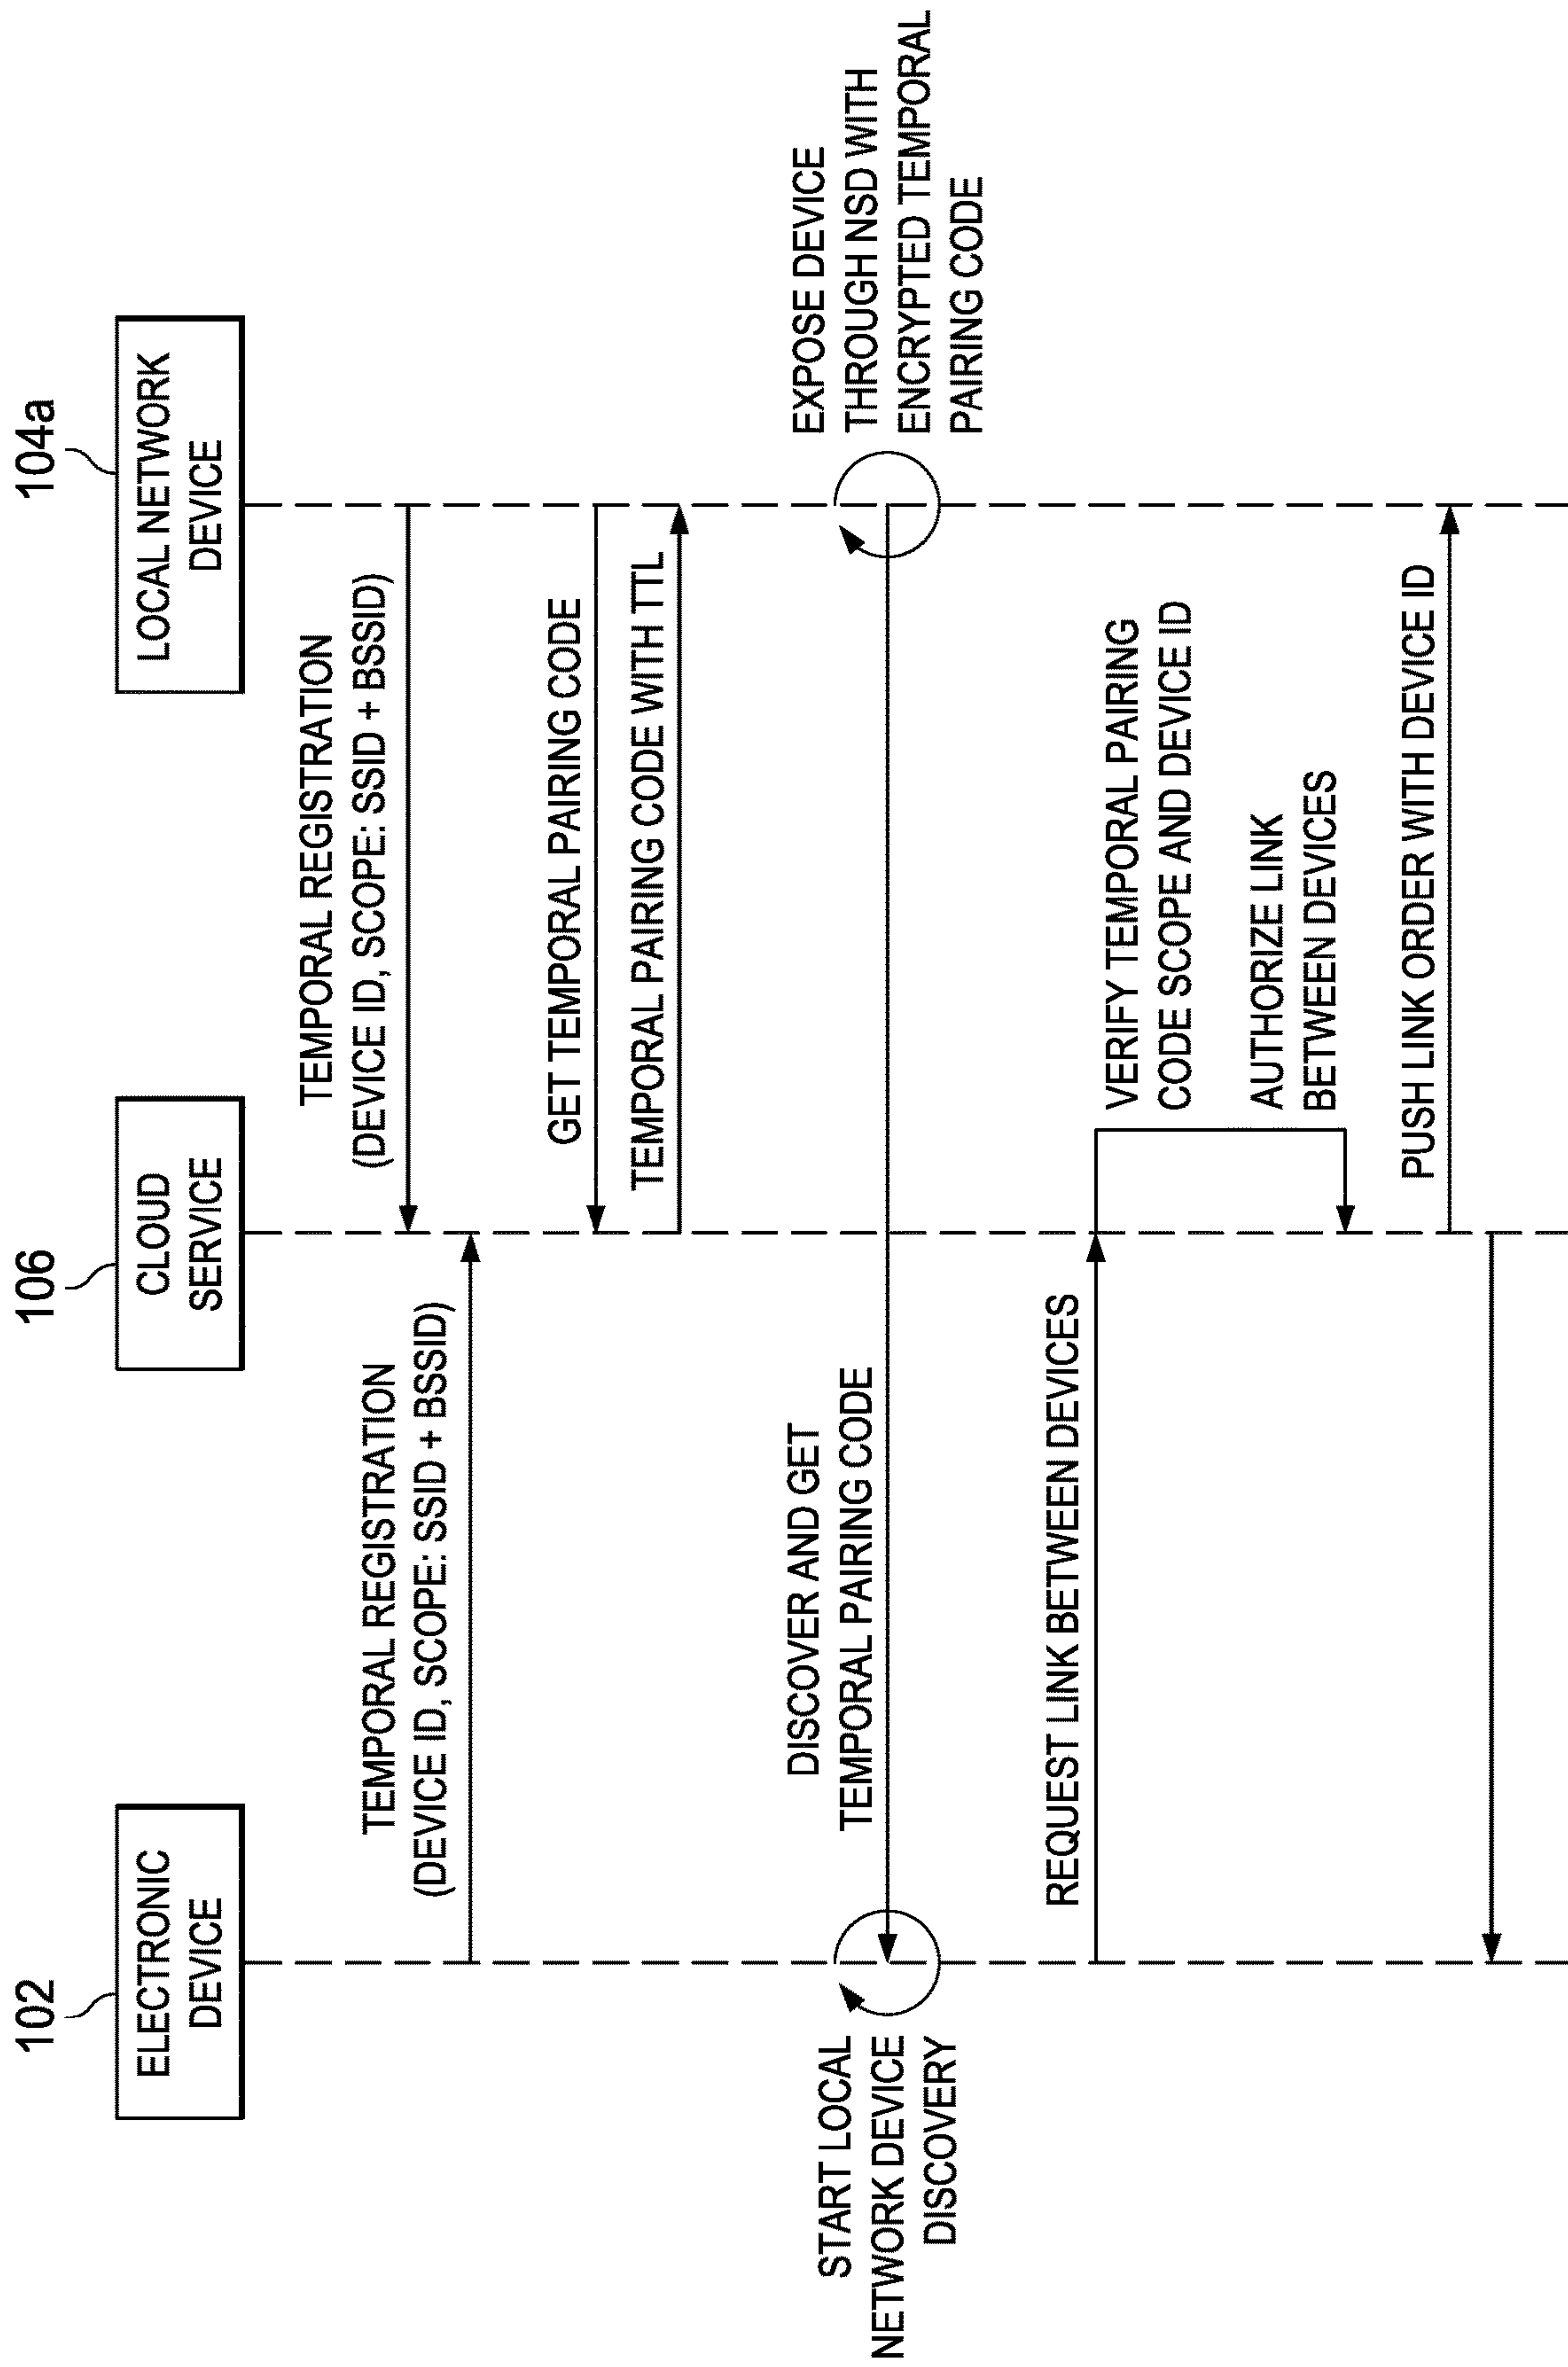 102
106
104a
ELECTRONIC
DEVICE
CLOUD
SERVICE
LOCAL NETWORK
DEVICE
TEMPORAL REGISTRATION
(DEVICE ID, SCOPE: SSID + BSSID)
TEMPORAL REGISTRATION
(DEVICE ID, SCOPE: SSID + BSSID)
GET TEMPORAL PAIRING CODE
TEMPORAL PAIRING CODE WITH TTL
START LOCAL
NETWORK DEVICE
DISCOVERY
DISCOVER AND GET
TEMPORAL PAIRING CODE
EXPOSE DEVICE
THROUGH NSD WITH
ENCRYPTED TEMPORAL
PAIRING CODE
REQUEST LINK BETWEEN DEVICES
VERIFY TEMPORAL PAIRING
CODE SCOPE AND DEVICE ID
AUTHORIZE LINK
BETWEEN DEVICES
PUSH LINK ORDER WITH DEVICE ID